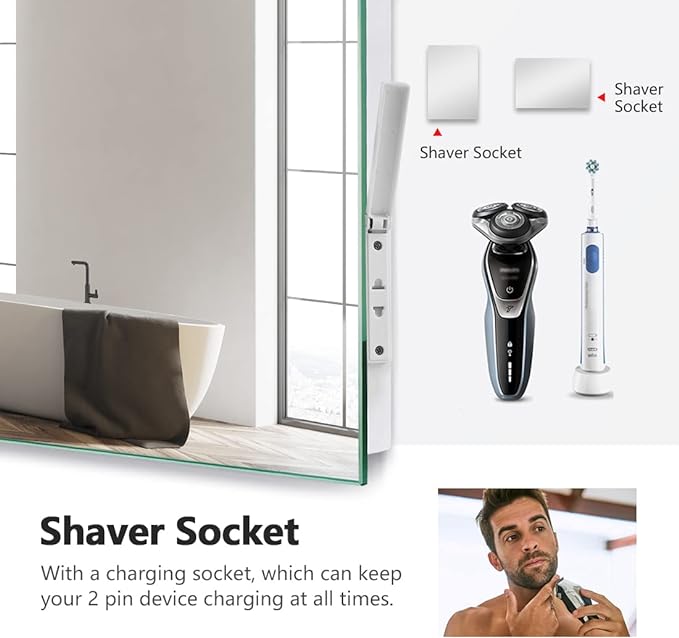 Shaver
Socket
Shaver Socket
Shaver Socket
With a charging socket, which can keep
your 2 pin device charging at all times.